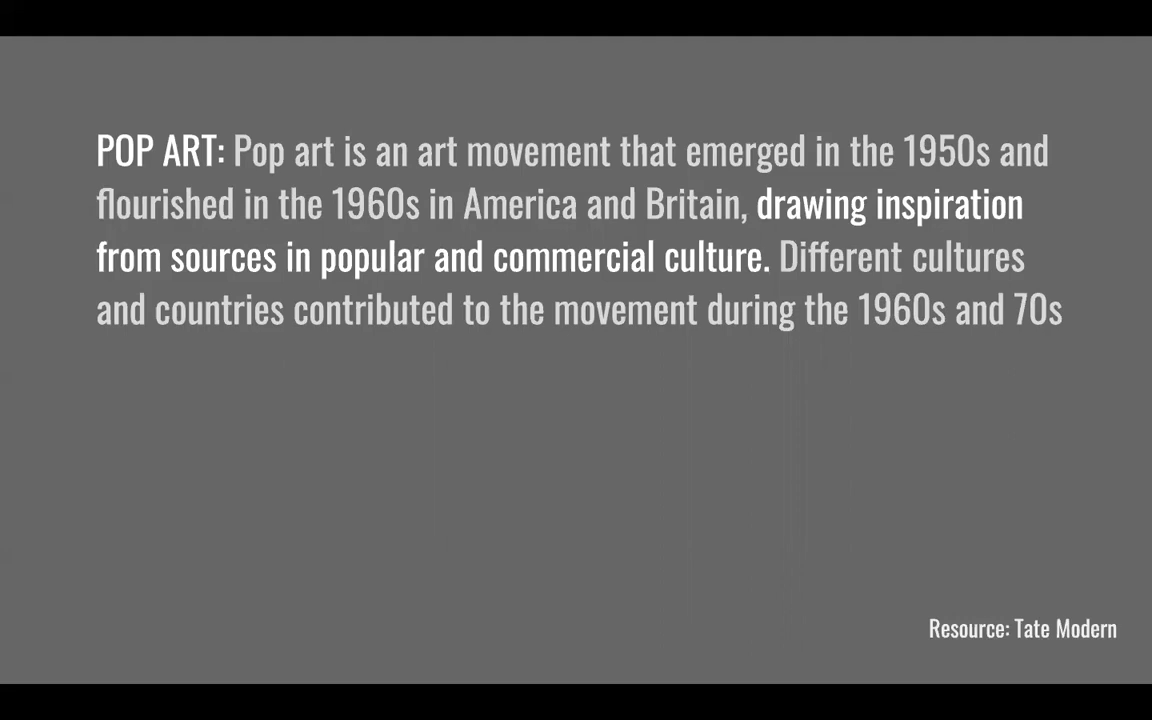 POP ART: Pop art is an art movement that emerged in the 1950s and
flourished in the 1960s in America and Britain, drawing inspiration
from sources in popular and commercial culture. Different cultures
and countries contributed to the movement during the 1960s and 70s
Resource: Tate Modern